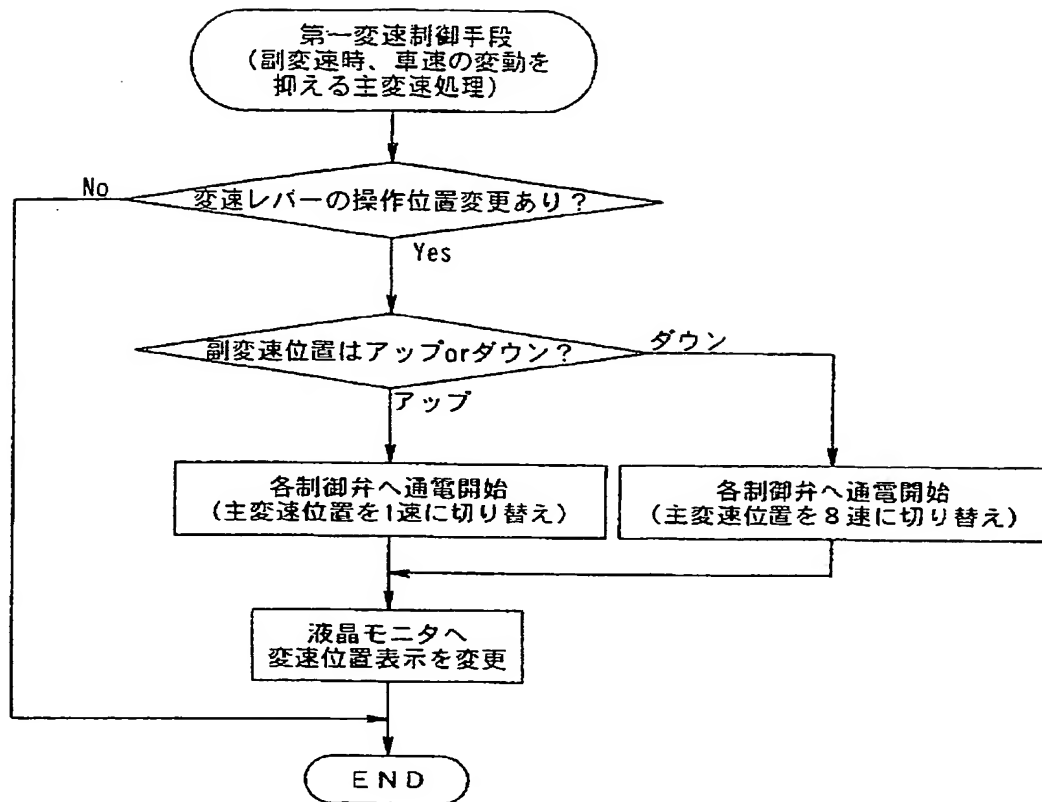 第一変速制御手段
(副変速時、車速の変動を
抑える主変速処理)
No
変速レバーの操作位置変更あり?
Yes
副変速位置はアップorダウン?
ダウン
アップ
各制御弁へ通電開始
(主変速位置を1速に切り替え)
各制御弁へ通電開始
(主変速位置を8速に切り替え)
液晶モニタへ
変速位置表示を変更
END